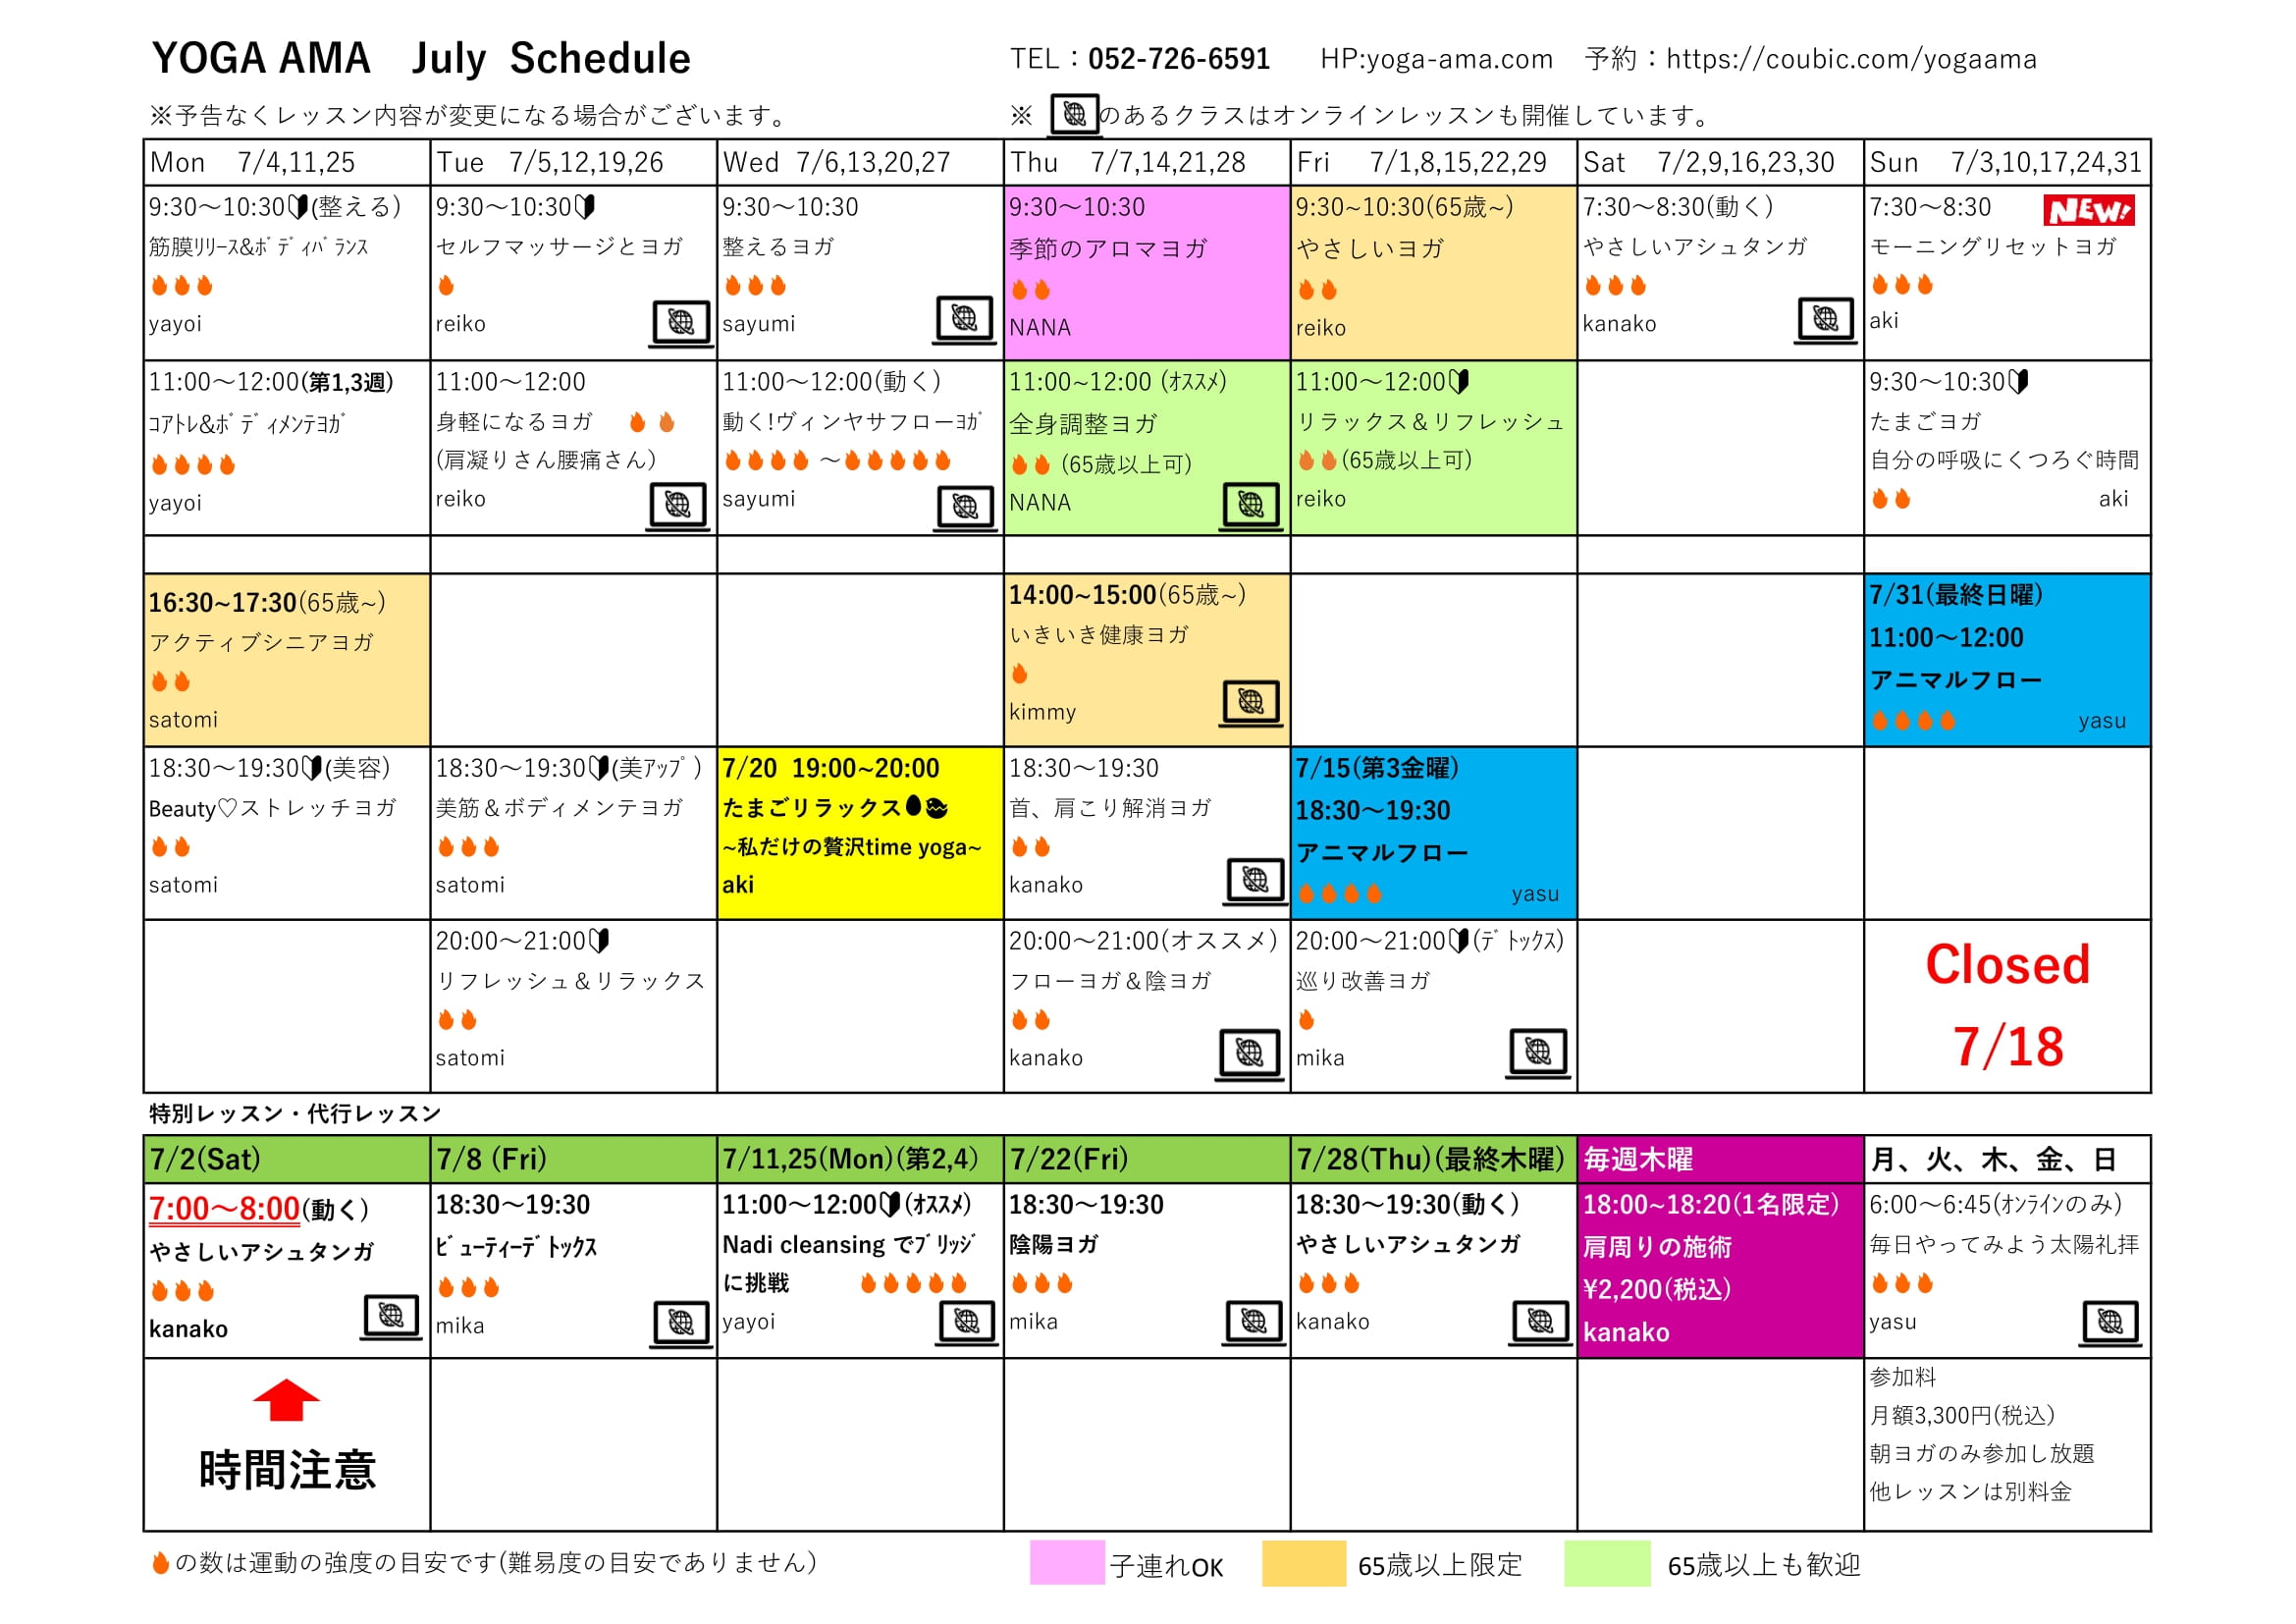 YOGA AMA July Schedule
TEL：052-726-6591 HP:yoga-ama.com 予約：https://coubic.com/yogaama
※予告なくレッスン内容が変更になる場合がございます。
※ のあるクラスはオンラインレッスンも開催しています。
Mon 7/4,11,25
Tue 7/5,12,19,26
Wed 7/6,13,20,27
Thu 7/7,14,21,28
Fri 7/1,8,15,22,29
Sat 7/2,9,16,23,30
Sun 7/3,10,17,24,31
9:30～10:30(整える)
筋膜ﾘﾘｰｽ&ﾎﾞﾃﾞｨﾊﾞﾗﾝｽ
yayoi
9:30～10:30
セルフマッサージとヨガ
reiko
9:30～10:30
整えるヨガ
sayumi
9:30～10:30
季節のアロマヨガ
NANA
9:30~10:30(65歳~)
やさしいヨガ
reiko
7:30～8:30(動く)
やさしいアシュタンガ
kanako
7:30～8:30 NEW!
モーニングリセットヨガ
aki
11:00～12:00(第1,3週)
ｺｱﾄﾚ&ﾎﾞﾃﾞｨﾒﾝﾃﾖｶﾞ
yayoi
11:00～12:00
身軽になるヨガ
(肩凝りさん腰痛さん)
reiko
11:00～12:00(動く)
動く!ヴィンヤサフローﾖｶﾞ
～
sayumi
11:00~12:00 (ｵｽｽﾒ)
全身調整ヨガ
(65歳以上可)
NANA
11:00～12:00
リラックス＆リフレッシュ
(65歳以上可)
reiko
9:30～10:30
たまごヨガ
自分の呼吸にくつろぐ時間
aki
16:30~17:30(65歳~)
アクティブシニアヨガ
satomi
14:00~15:00(65歳~)
いきいき健康ヨガ
kimmy
7/31(最終日曜)
11:00～12:00
アニマルフロー
yasu
18:30～19:30(美容)
Beauty♡ストレッチヨガ
satomi
18:30～19:30(美ｱｯﾌﾟ)
美筋＆ボディメンテヨガ
satomi
7/20 19:00~20:00
たまごリラックス
~私だけの贅沢time yoga~
aki
18:30～19:30
首、肩こり解消ヨガ
kanako
7/15(第3金曜)
18:30～19:30
アニマルフロー
yasu
20:00～21:00
リフレッシュ＆リラックス
satomi
20:00～21:00(オススメ)
フローヨガ＆陰ヨガ
kanako
20:00～21:00(ﾃﾞﾄｯｸｽ)
巡り改善ヨガ
mika
Closed
7/18
特別レッスン・代行レッスン
7/2(Sat)
7/8 (Fri)
7/11,25(Mon)(第2,4)
7/22(Fri)
7/28(Thu)(最終木曜)
毎週木曜
月、火、木、金、日
7:00～8:00(動く)
やさしいアシュタンガ
kanako
18:30～19:30
ﾋﾞｭｰﾃｨｰﾃﾞﾄｯｸｽ
mika
11:00～12:00(ｵｽｽﾒ)
Nadi cleansing でﾌﾞﾘｯｼﾞ
に挑戦
yayoi
18:30～19:30
陰陽ヨガ
mika
18:30～19:30(動く)
やさしいアシュタンガ
kanako
18:00~18:20(1名限定)
肩周りの施術
¥2,200(税込)
kanako
6:00～6:45(ｵﾝﾗｲﾝのみ)
毎日やってみよう太陽礼拝
yasu
時間注意
参加料
月額3,300円(税込)
朝ヨガのみ参加し放題
他レッスンは別料金
の数は運動の強度の目安です(難易度の目安でありません)
子連れOK
65歳以上限定
65歳以上も歓迎